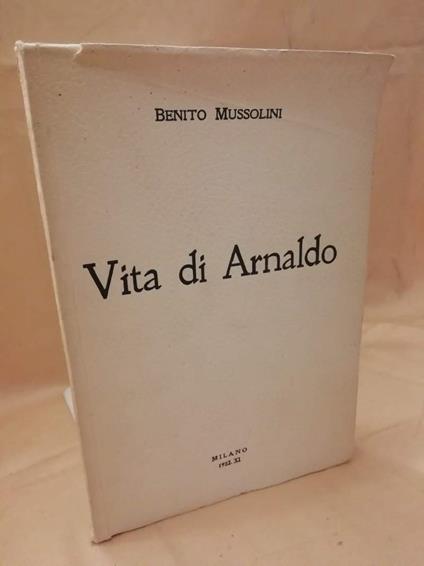 BENITO MUSSOLINI
Vita di Arnaldo
MILANO
1932.XI